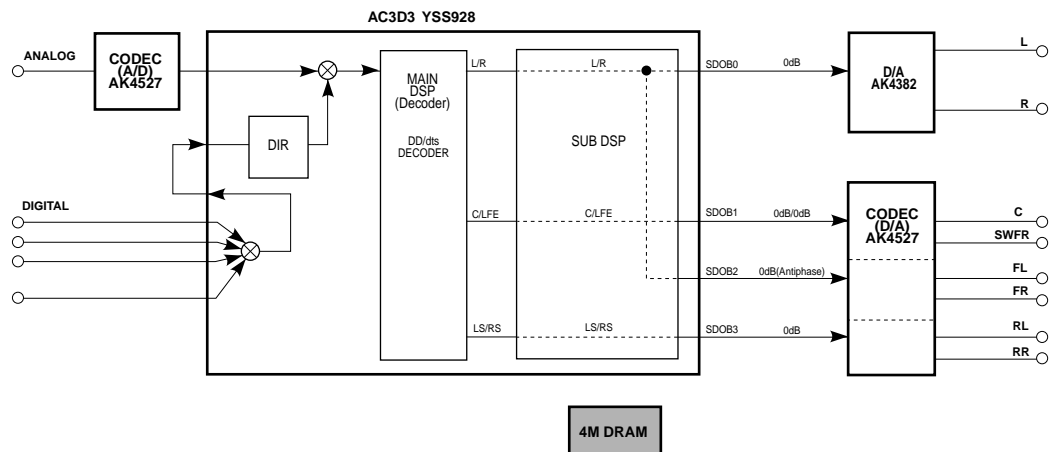 AC3D3 YSS928
ANALOG
CODEC
(A/D)
AK4527
MAIN
DSP
(Decoder)
DD/dts
DECODER
L/R
L/R
SDOB0
0dB
D/A
AK4382
L
R
DIR
SUB DSP
DIGITAL
C/LFE
C/LFE
SDOB1
0dB/0dB
CODEC
(D/A)
AK4527
C
SWFR
SDOB2
0dB(Antiphase)
FL
FR
LS/RS
LS/RS
SDOB3
0dB
RL
RR
4M DRAM